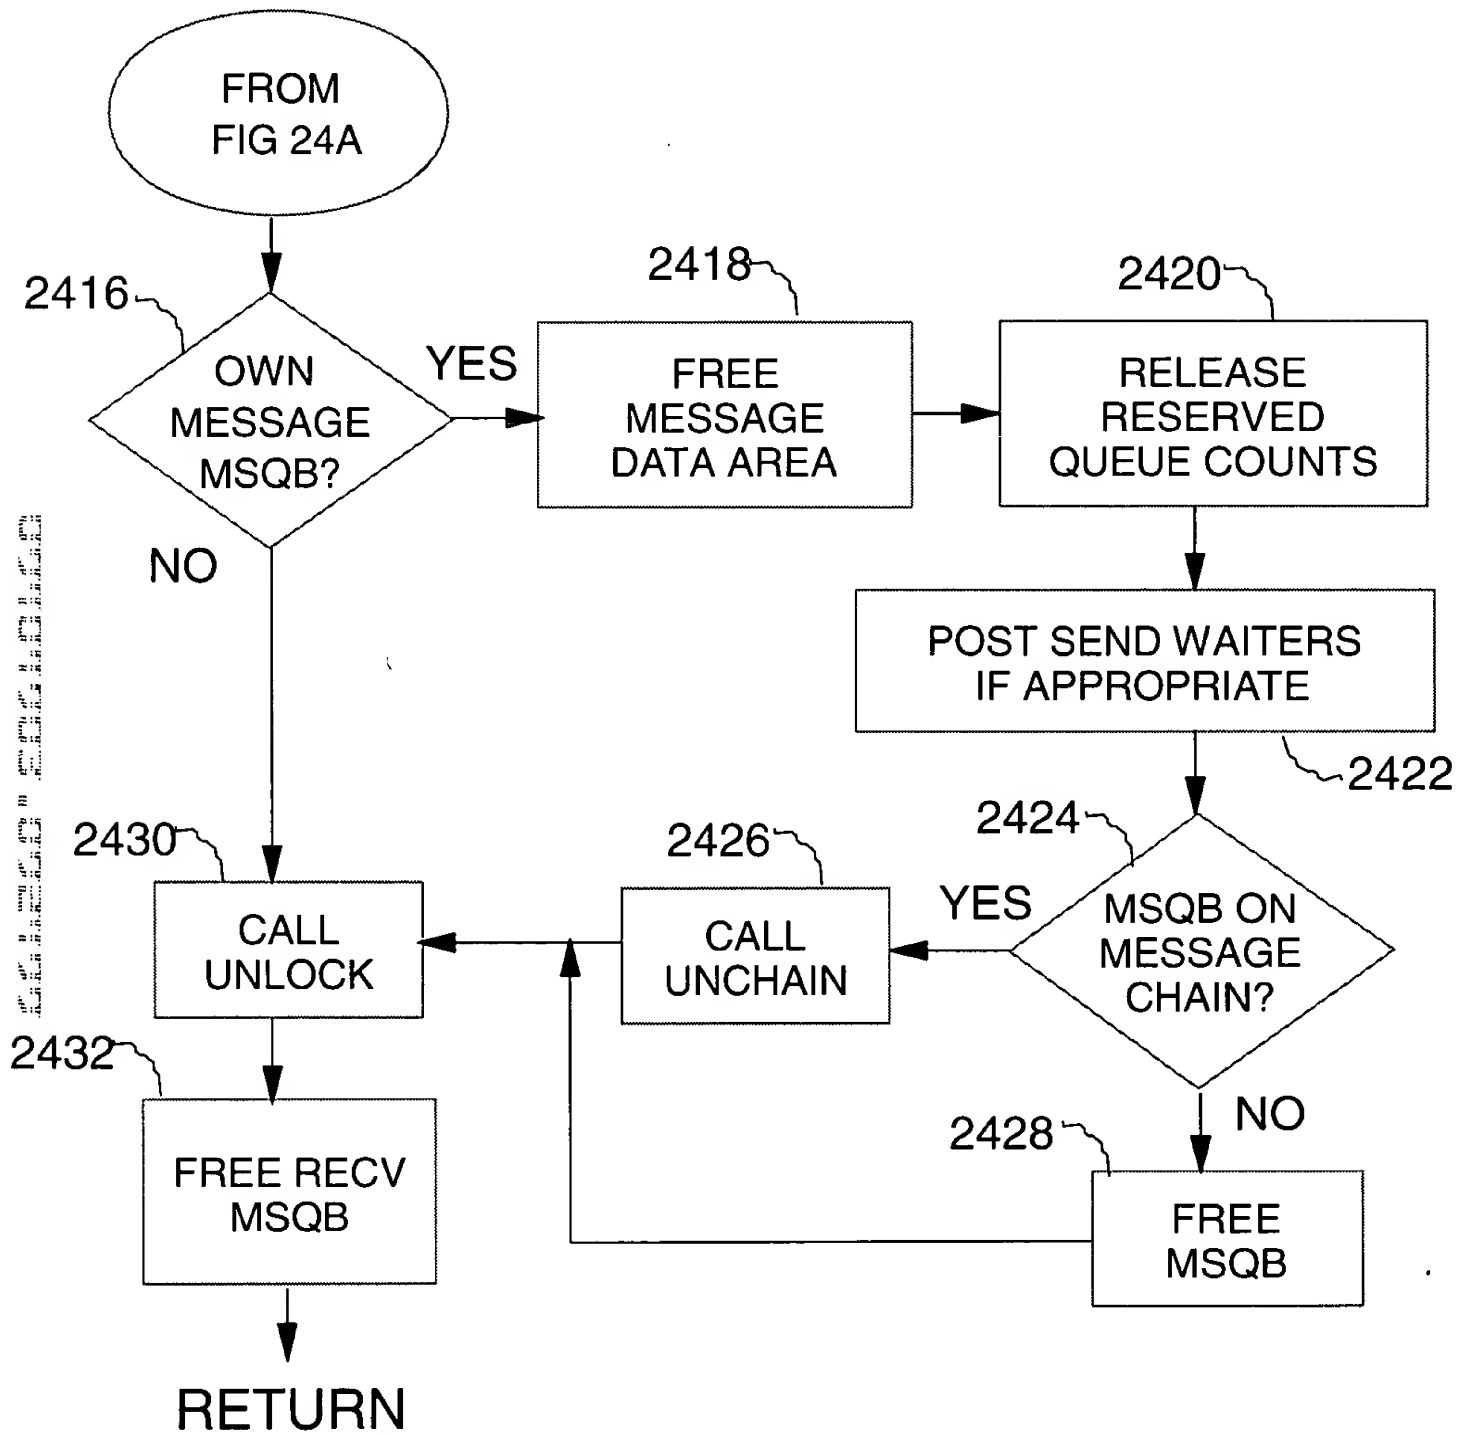 FROM
FIG 24A
2416
OWN
MESSAGE
MSQB?
YES
NO
2418
FREE
MESSAGE
DATA AREA
2420
RELEASE
RESERVED
QUEUE COUNTS
POST SEND WAITERS
IF APPROPRIATE
2422
2424
MSQB ON
MESSAGE
CHAIN?
YES
NO
2426
CALL
UNCHAIN
2428
FREE
MSQB
2430
CALL
UNLOCK
2432
FREE RECV
MSQB
RETURN